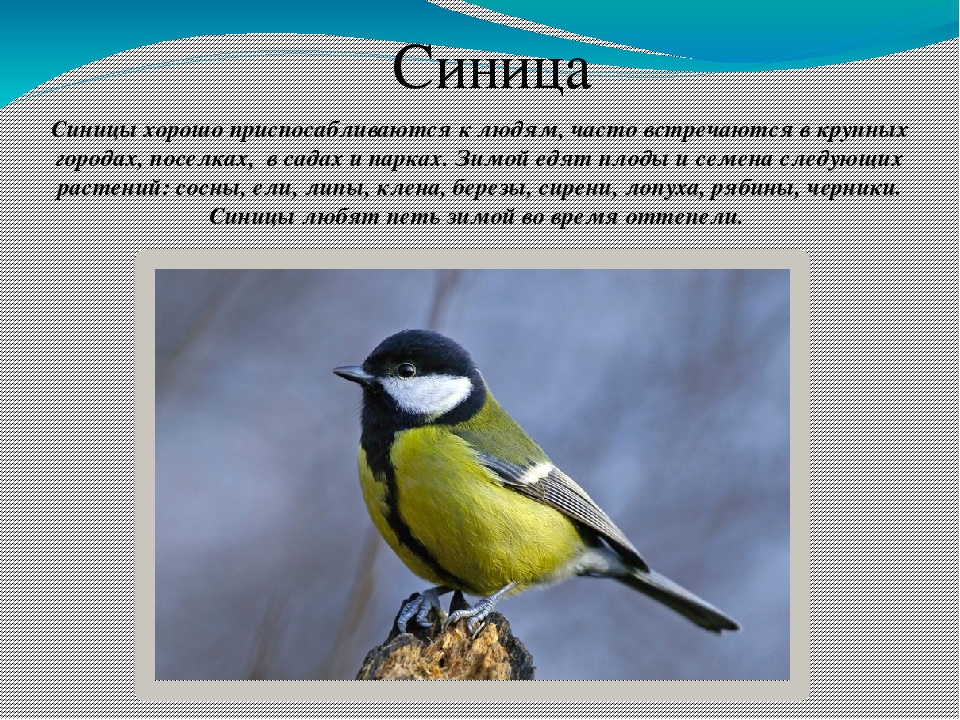 Синица
Синицы хорошо приспосабливаются к людям, часто встречаются в крупных
городах, поселках, в садах и парках. Зимой едят плоды и семена следующих
растений: сосны, ели, липы, клена, березы, сирени, лопуха, рябины, черники.
Синицы любят петь зимой во время оттепели.